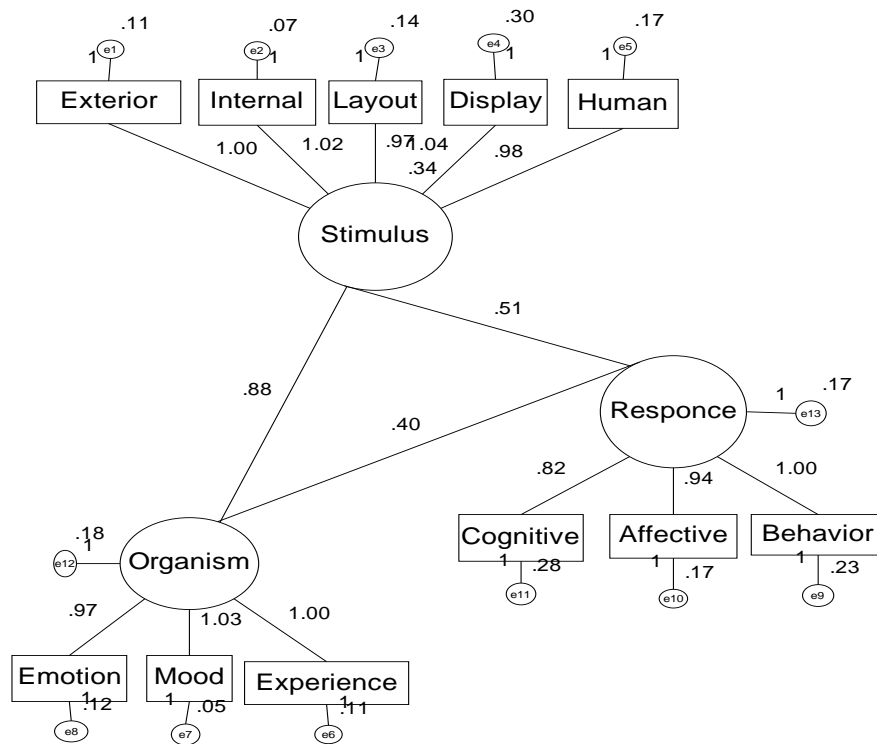 .11 .07 .14 .30 .17
e1 e2 e3 e4 e5
1 1 1 1 1
Exterior Internal Layout Display Human
1.00 1.02 .97 1.04 .98
.34
Stimulus
.51
.88
.40
Responce 1 .17
e13
.82 .94 1.00
Cognitive Affective Behavior
1 .28 1 .17 1 .23
e11 e10 e9
.18
1
e12
Organism
.97 1.03 1.00
Emotion Mood Experience
1 .12 1 .05 1 .11
e8 e7 e6